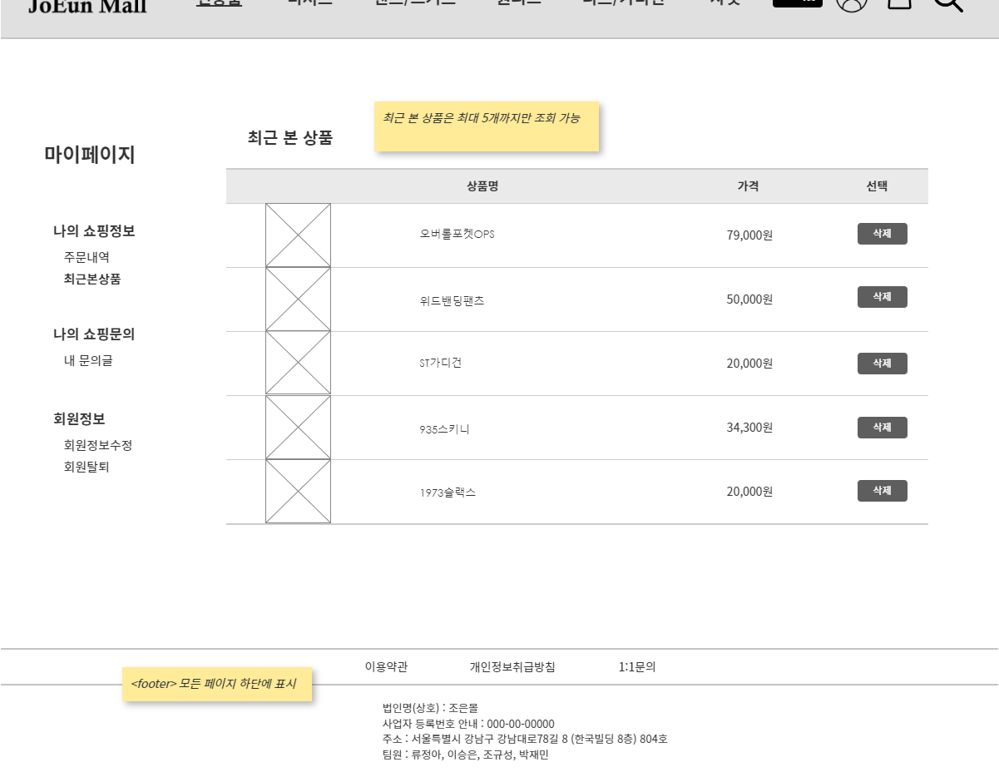 JoEun Mall
최근 본 상품은 최대 5개까지만 조회 가능
최근 본 상품
마이페이지
상품명 가격 선택
나의 쇼핑정보
주문내역
최근본상품
나의 쇼핑문의
내 문의글
회원정보
회원정보수정
회원탈퇴
오버롤포켓OPS 79,000원 삭제
위드밴딩팬츠 50,000원 삭제
ST가디건 20,000원 삭제
935스키니 34,300원 삭제
1973슬랙스 20,000원 삭제
이용약관 개인정보취급방침 1:1문의
<footer> 모든 페이지 하단에 표시
법인명(상호) : 조은몰
사업자 등록번호 안내 : 000-00-00000
주소 : 서울특별시 강남구 강남대로78길 8 (한국빌딩 8층) 804호
팀원 : 류정아, 이승은, 조규성, 박재민